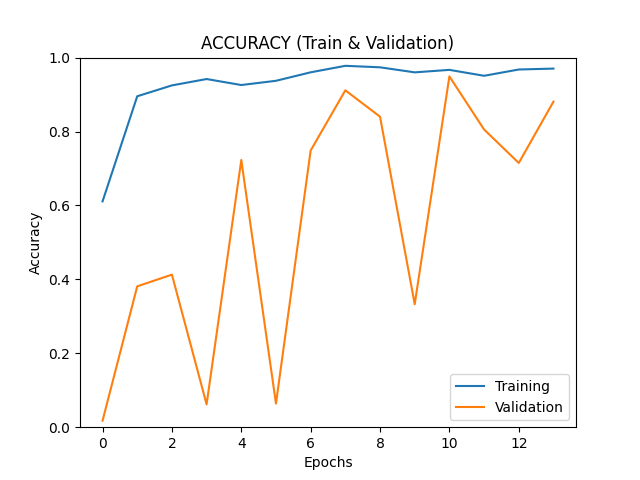 ACCURACY (Train & Validation)
1.0
0.8
0.6
0.4
0.2
0.0
Accuracy
0 2 4 6 8 10 12
Epochs
Training
Validation